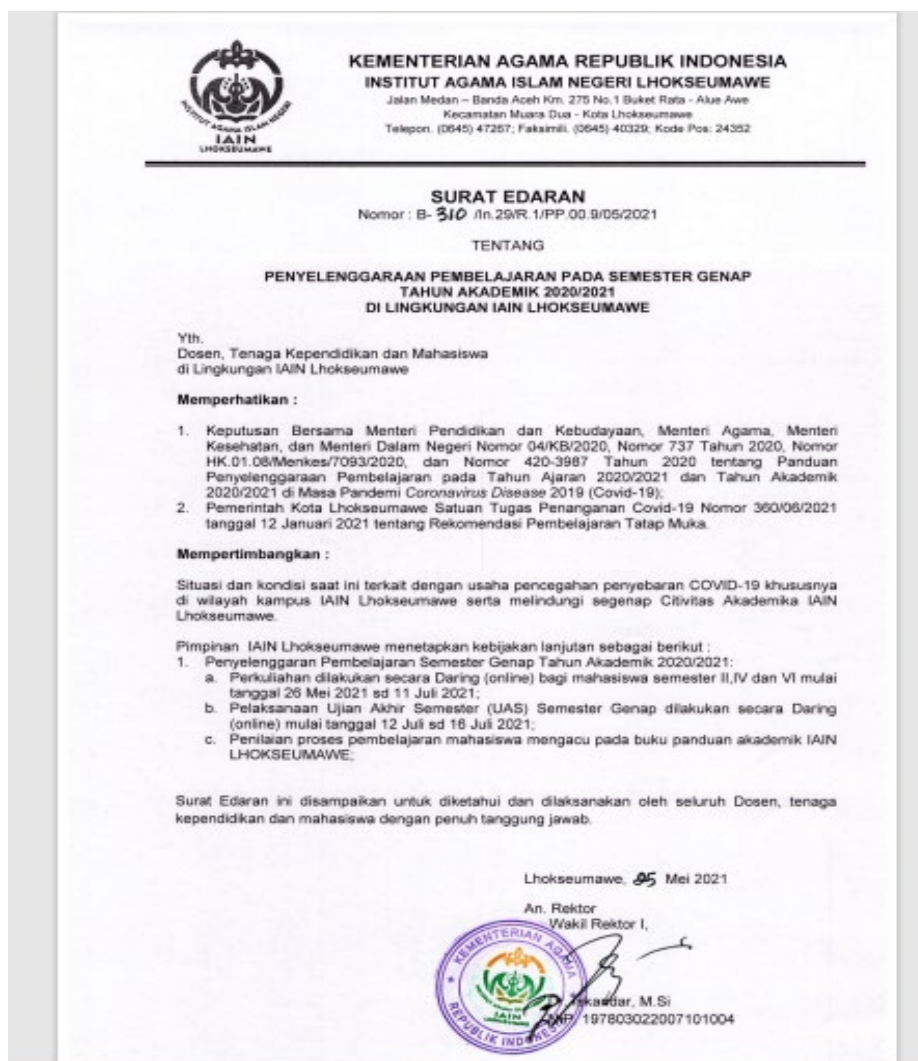 KEMENTERIAN AGAMA REPUBLIK INDONESIA
INSTITUT AGAMA ISLAM NEGERI LHOKSEUMAWE
Jalan Medan – Banda Aceh Km. 275 No.1 Buket Rata - Alue Awe
Kecamatan Muara Dua - Kota Lhokseumawe
Telepon. (0645) 47267; Faksimili. (0645) 40329; Kode Pos: 24352
INSTITUT AGAMA ISLAM NEGERI
IAIN
LHOKSEUMAWE
SURAT EDARAN
Nomor : B- 310 /In.29/R.1/PP.00.9/05/2021
TENTANG
PENYELENGGARAAN PEMBELAJARAN PADA SEMESTER GENAP
TAHUN AKADEMIK 2020/2021
DI LINGKUNGAN IAIN LHOKSEUMAWE
Yth.
Dosen, Tenaga Kependidikan dan Mahasiswa
di Lingkungan IAIN Lhokseumawe
Memperhatikan :
1. Keputusan Bersama Menteri Pendidikan dan Kebudayaan, Menteri Agama, Menteri
Kesehatan, dan Menteri Dalam Negeri Nomor 04/KB/2020, Nomor 737 Tahun 2020, Nomor
HK.01.08/Menkes/7093/2020, dan Nomor 420-3987 Tahun 2020 tentang Panduan
Penyelenggaraan Pembelajaran pada Tahun Ajaran 2020/2021 dan Tahun Akademik
2020/2021 di Masa Pandemi Coronavirus Disease 2019 (Covid-19);
2. Pemerintah Kota Lhokseumawe Satuan Tugas Penanganan Covid-19 Nomor 360/06/2021
tanggal 12 Januari 2021 tentang Rekomendasi Pembelajaran Tatap Muka.
Mempertimbangkan :
Situasi dan kondisi saat ini terkait dengan usaha pencegahan penyebaran COVID-19 khususnya
di wilayah kampus IAIN Lhokseumawe serta melindungi segenap Citivitas Akademika IAIN
Lhokseumawe.
Pimpinan IAIN Lhokseumawe menetapkan kebijakan lanjutan sebagai berikut :
1. Penyelenggaran Pembelajaran Semester Genap Tahun Akademik 2020/2021:
a. Perkuliahan dilakukan secara Daring (online) bagi mahasiswa semester II,IV dan VI mulai
tanggal 26 Mei 2021 sd 11 Juli 2021;
b. Pelaksanaan Ujian Akhir Semester (UAS) Semester Genap dilakukan secara Daring
(online) mulai tanggal 12 Juli sd 16 Juli 2021;
c. Penilaian proses pembelajaran mahasiswa mengacu pada buku panduan akademik IAIN
LHOKSEUMAWE;
Surat Edaran ini disampaikan untuk diketahui dan dilaksanakan oleh seluruh Dosen, tenaga
kependidikan dan mahasiswa dengan penuh tanggung jawab.
Lhokseumawe, 25 Mei 2021
An. Rektor
Wakil Rektor I,
KEMENTERIAN AGAMA
REPUBLIK INDONESIA
IAIN
Iskandar, M.Si
NIP. 197803022007101004